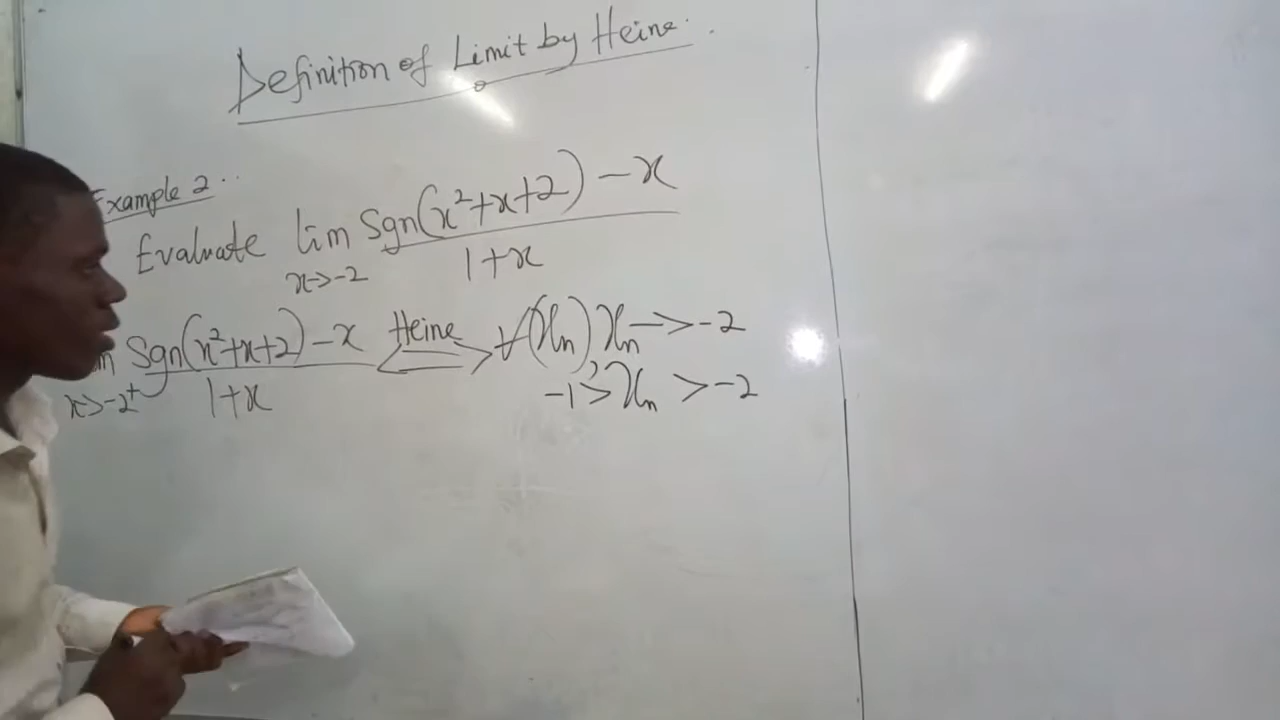 Definition of Limit by Heine.
Example 2..
Evaluate lim x->-2 Sgn(x²+x+2)-x / 1+x
x->-2⁺ Sgn(x²+x+2)-x / 1+x <=> Heine ∀(xn) xn->-2,
-1>xn>-2